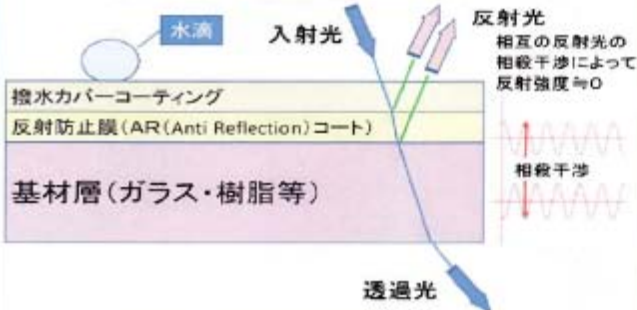 水滴
入射光
反射光
相互の反射光の
相殺干渉によって
反射強度≒0
撥水カバーコーティング
反射防止膜(AR(Anti Reflection)コート)
相殺干渉
基材層(ガラス・樹脂等)
透過光